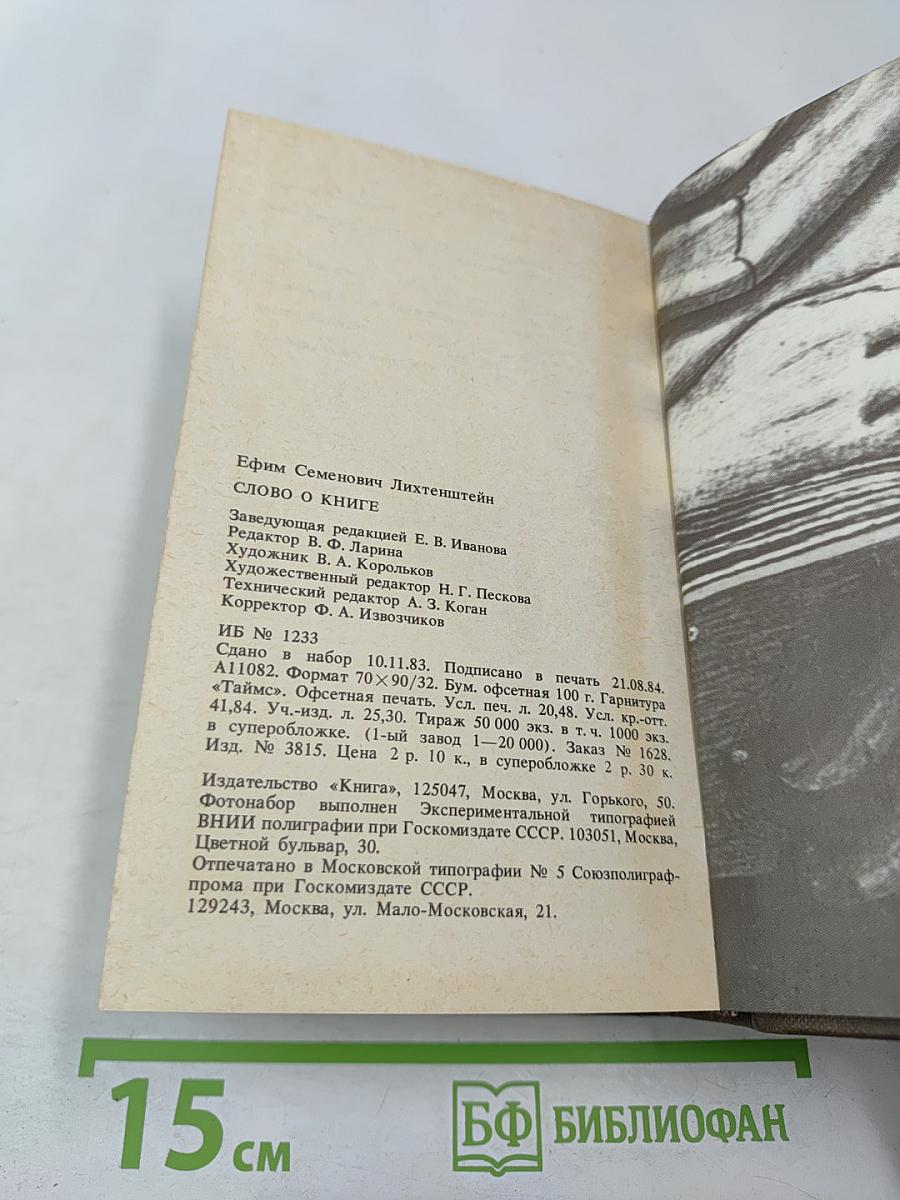 Ефим Семенович Лихтенштейн
СЛОВО О КНИГЕ
Заведующая редакцией Е. В. Иванова
Редактор В. Ф. Ларина
Художник В. А. Корольков
Художественный редактор Н. Г. Пескова
Технический редактор А. З. Коган
Корректор Ф. А. Извозчиков
ИБ № 1233
Сдано в набор 10.11.83. Подписано в печать 21.08.84.
А11082. Формат 70×90/32. Бум. офсетная 100 г. Гарнитура
«Таймс». Офсетная печать. Усл. печ. л. 20,48. Усл. кр.-отт.
41,84. Уч.-изд. л. 25,30. Тираж 50 000 экз. в т. ч. 1000 экз.
в суперобложке. (1-ый завод 1—20 000). Заказ № 1628.
Изд. № 3815. Цена 2 р. 10 к., в суперобложке 2 р. 30 к.
Издательство «Книга», 125047, Москва, ул. Горького, 50.
Фотонабор выполнен Экспериментальной типографией
ВНИИ полиграфии при Госкомиздате СССР. 103051, Москва,
Цветной бульвар, 30.
Отпечатано в Московской типографии № 5 Союзполиграф-
прома при Госкомиздате СССР.
129243, Москва, ул. Мало-Московская, 21.
15 см
БФ БИБЛИОФАН